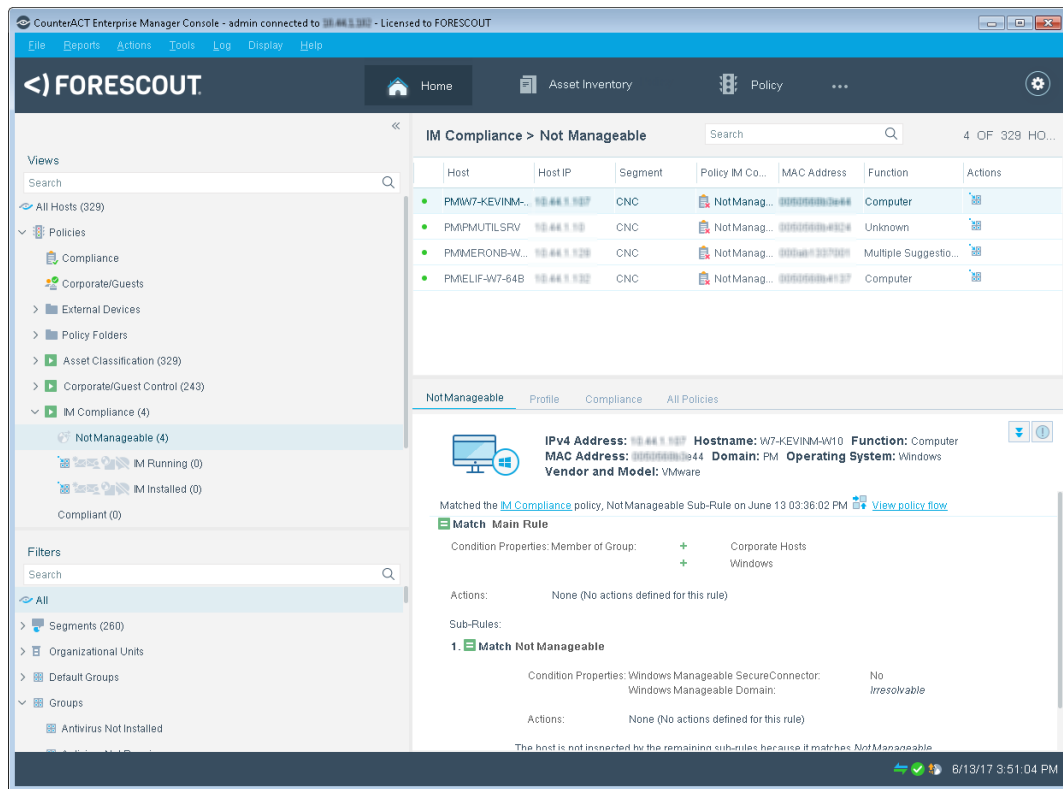 CounterACT Enterprise Manager Console - admin connected to - Licensed to FORESCOUT
File Reports Actions Tools Log Display Help
<) FORESCOUT. Home Asset Inventory Policy •••
«
IM Compliance > Not Manageable Search 4 OF 329 HO...
Views
Search
All Hosts (329)
Policies
Compliance
Corporate/Guests
External Devices
Policy Folders
Asset Classification (329)
Corporate/Guest Control (243)
IM Compliance (4)
Not Manageable (4)
IM Running (0)
IM Installed (0)
Compliant (0)
Filters
Search
All
Segments (260)
Organizational Units
Default Groups
Groups
Antivirus Not Installed
Host Host IP Segment Policy IM Co... MAC Address Function Actions
PM\W7-KEVINM-... CNC Not Manag... Computer
PM\PMUTILSRV CNC Not Manag... Unknown
PM\MERONB-W... CNC Not Manag... Multiple Suggestio...
PM\ELIF-W7-64B CNC Not Manag... Computer
Not Manageable Profile Compliance All Policies
IPv4 Address: Hostname: W7-KEVINM-W10 Function: Computer
MAC Address: e44 Domain: PM Operating System: Windows
Vendor and Model: VMware
Matched the IM Compliance policy, Not Manageable Sub-Rule on June 13 03:36:02 PM View policy flow
Match Main Rule
Condition Properties: Member of Group: + Corporate Hosts
+ Windows
Actions: None (No actions defined for this rule)
Sub-Rules:
1. Match Not Manageable
Condition Properties: Windows Manageable SecureConnector: No
Windows Manageable Domain: Irresolvable
Actions: None (No actions defined for this rule)
The host is not inspected by the remaining sub-rules because it matches Not Manageable
6/13/17 3:51:04 PM